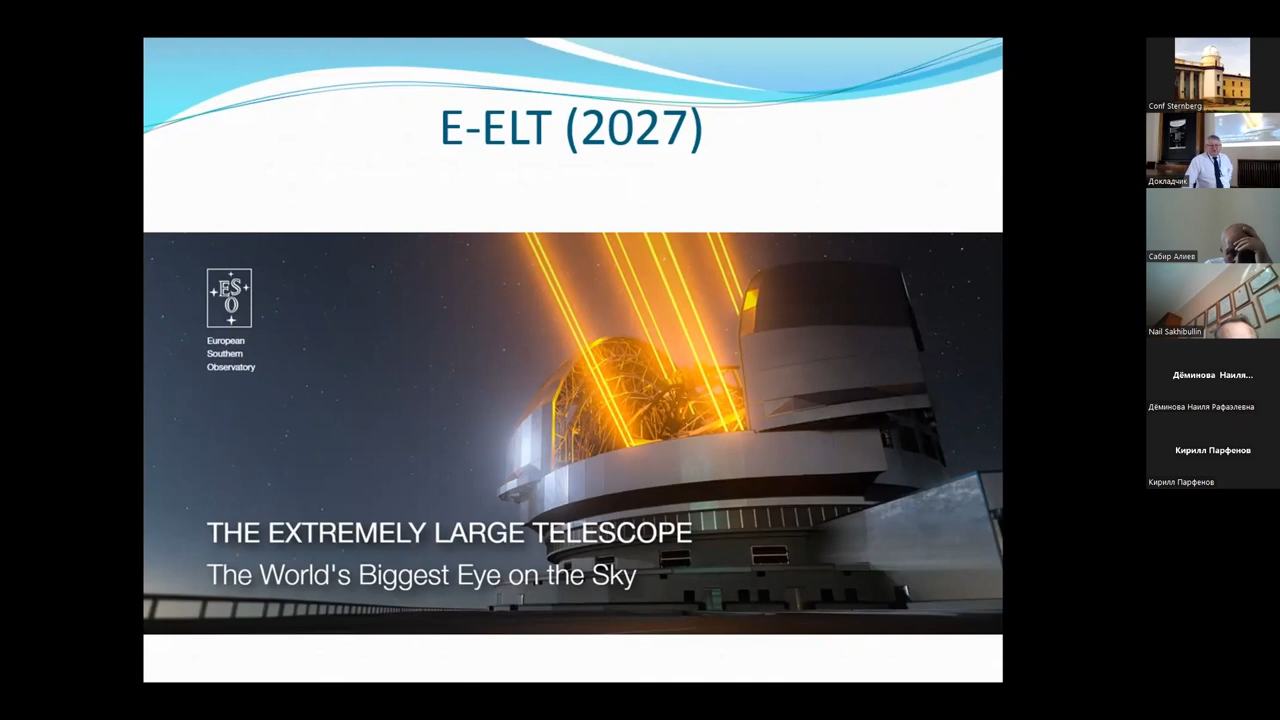 E-ELT (2027)
ES
O
European
Southern
Observatory
THE EXTREMELY LARGE TELESCOPE
The World's Biggest Eye on the Sky
Conf Sternberg
Докладчик
Сабир Алиев
Nail Sakhibullin
Дёминова Наиля...
Дёминова Наиля Рафаэлевна
Кирилл Парфенов
Кирилл Парфенов